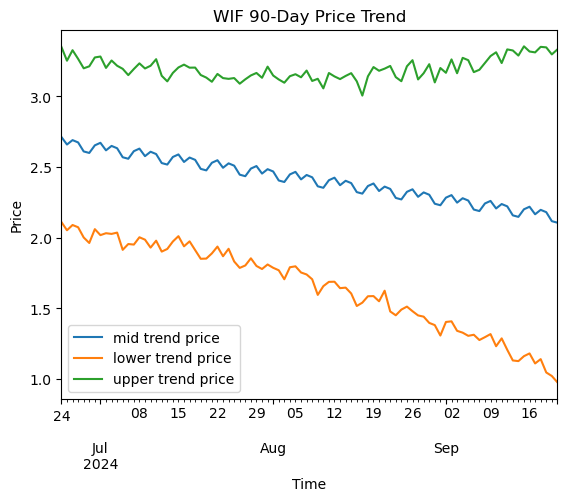 WIF 90-Day Price Trend
Price
3.0
2.5
2.0
1.5
1.0
mid trend price
lower trend price
upper trend price
24 08 15 22 29 05 12 19 26 02 09 16
Jul Aug Sep
2024
Time